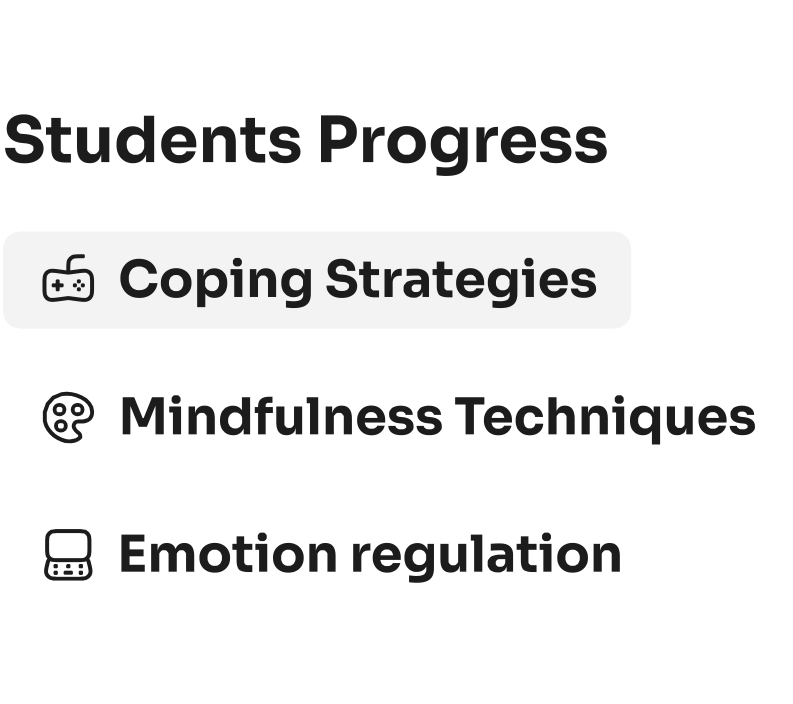 Students Progress
Coping Strategies
Mindfulness Techniques
Emotion regulation